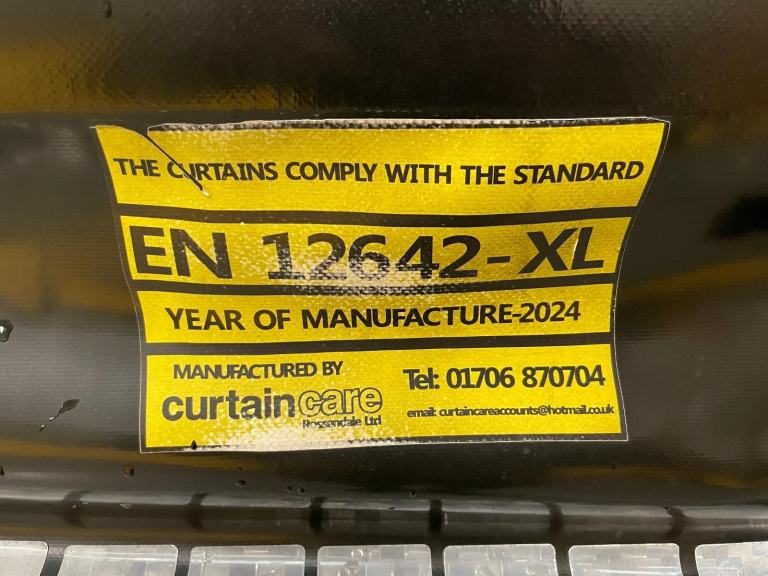 THE CURTAINS COMPLY WITH THE STANDARD
EN 12642-XL
YEAR OF MANUFACTURE-2024
MANUFACTURED BY
curtaincare
Rossendale Ltd
Tel: 01706 870704
email: curtaincareaccounts@hotmail.co.uk